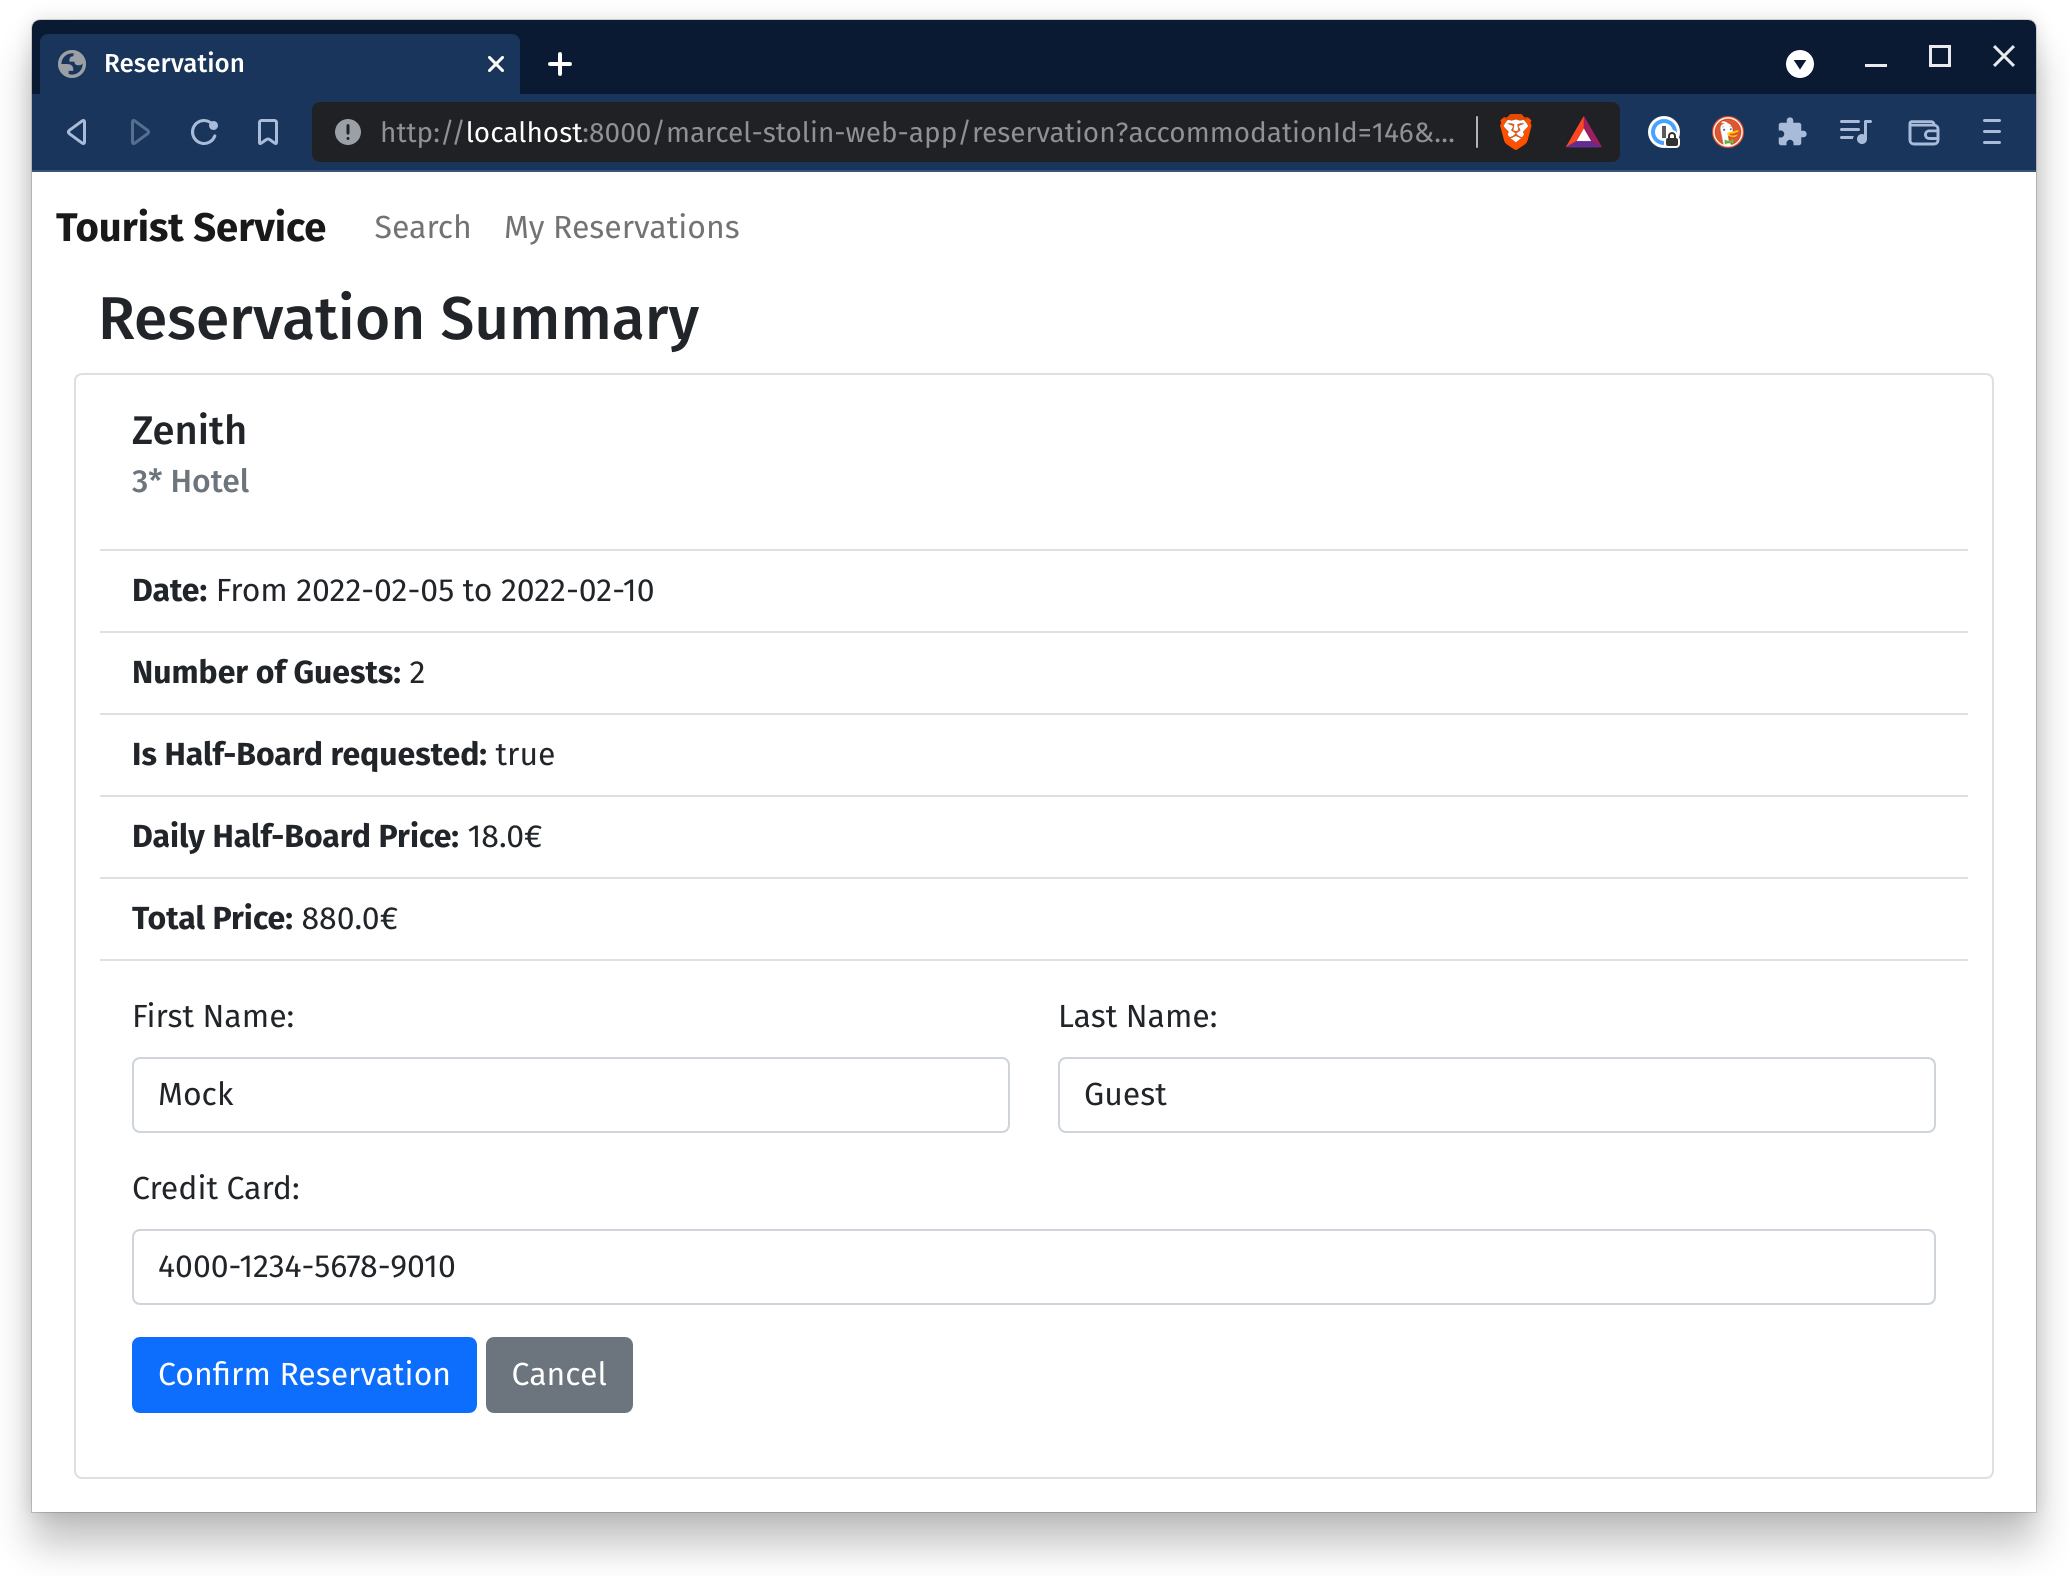 Reservation
http://localhost:8000/marcel-stolin-web-app/reservation?accommodationId=146&...
Tourist Service Search My Reservations
Reservation Summary
Zenith
3* Hotel
Date: From 2022-02-05 to 2022-02-10
Number of Guests: 2
Is Half-Board requested: true
Daily Half-Board Price: 18.0€
Total Price: 880.0€
First Name: Last Name:
Mock Guest
Credit Card:
4000-1234-5678-9010
Confirm Reservation Cancel